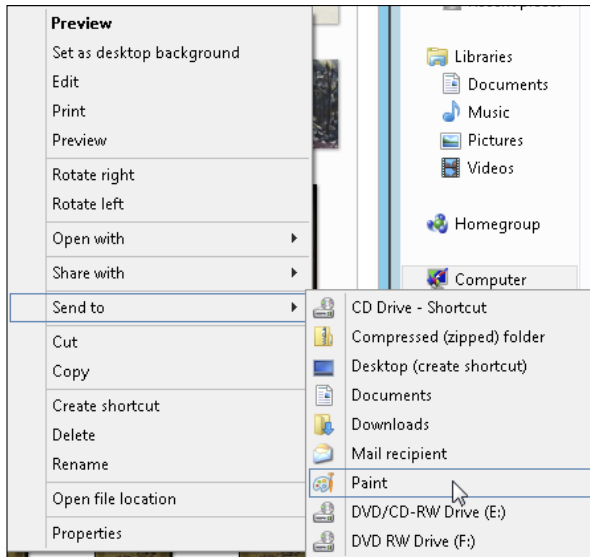 Preview
Set as desktop background
Edit
Print
Preview
Rotate right
Rotate left
Open with
Share with
Send to
Cut
Copy
Create shortcut
Delete
Rename
Open file location
Properties
Libraries
Documents
Music
Pictures
Videos
Homegroup
Computer
CD Drive - Shortcut
Compressed (zipped) folder
Desktop (create shortcut)
Documents
Downloads
Mail recipient
Paint
DVD/CD-RW Drive (E:)
DVD RW Drive (F:)